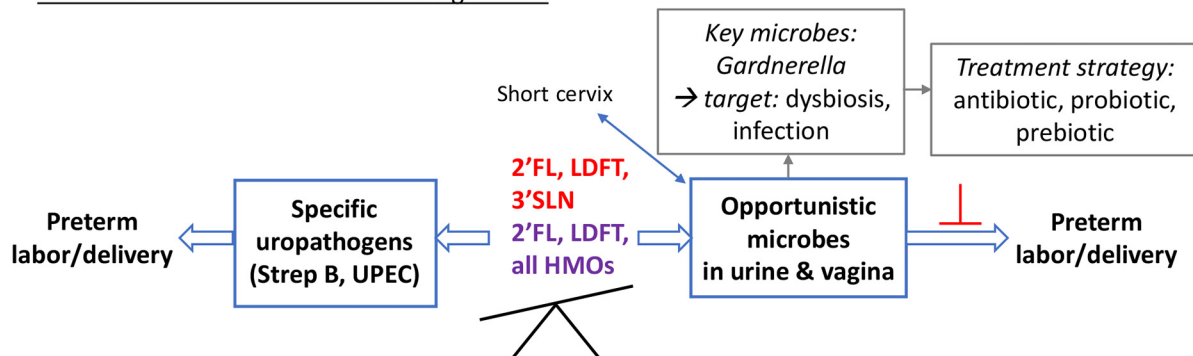 Key microbes:
Gardnerella
→ target: dysbiosis,
infection
Treatment strategy:
antibiotic, probiotic,
prebiotic
Short cervix
2’FL, LDFT,
3’SLN
2’FL, LDFT,
all HMOs
Preterm
labor/delivery
Specific
uropathogens
(Strep B, UPEC)
Opportunistic
microbes
in urine & vagina
Preterm
labor/delivery